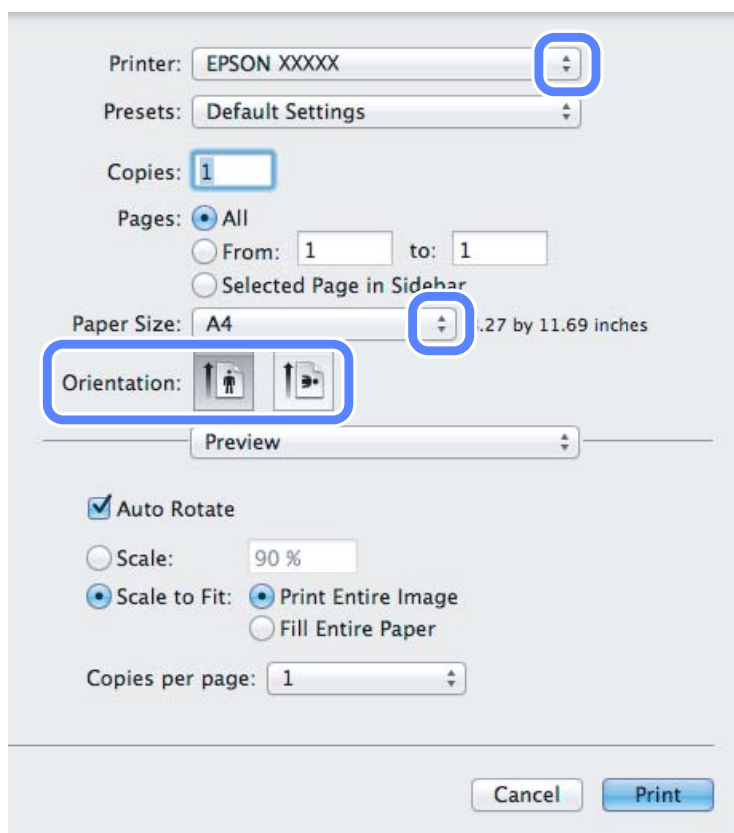 Printer: EPSON XXXXX
Presets: Default Settings
Copies: 1
Pages: All
From: 1 to: 1
Selected Page in Sidebar
Paper Size: A4 .27 by 11.69 inches
Orientation:
Preview
Auto Rotate
Scale: 90 %
Scale to Fit: Print Entire Image
Fill Entire Paper
Copies per page: 1
Cancel Print